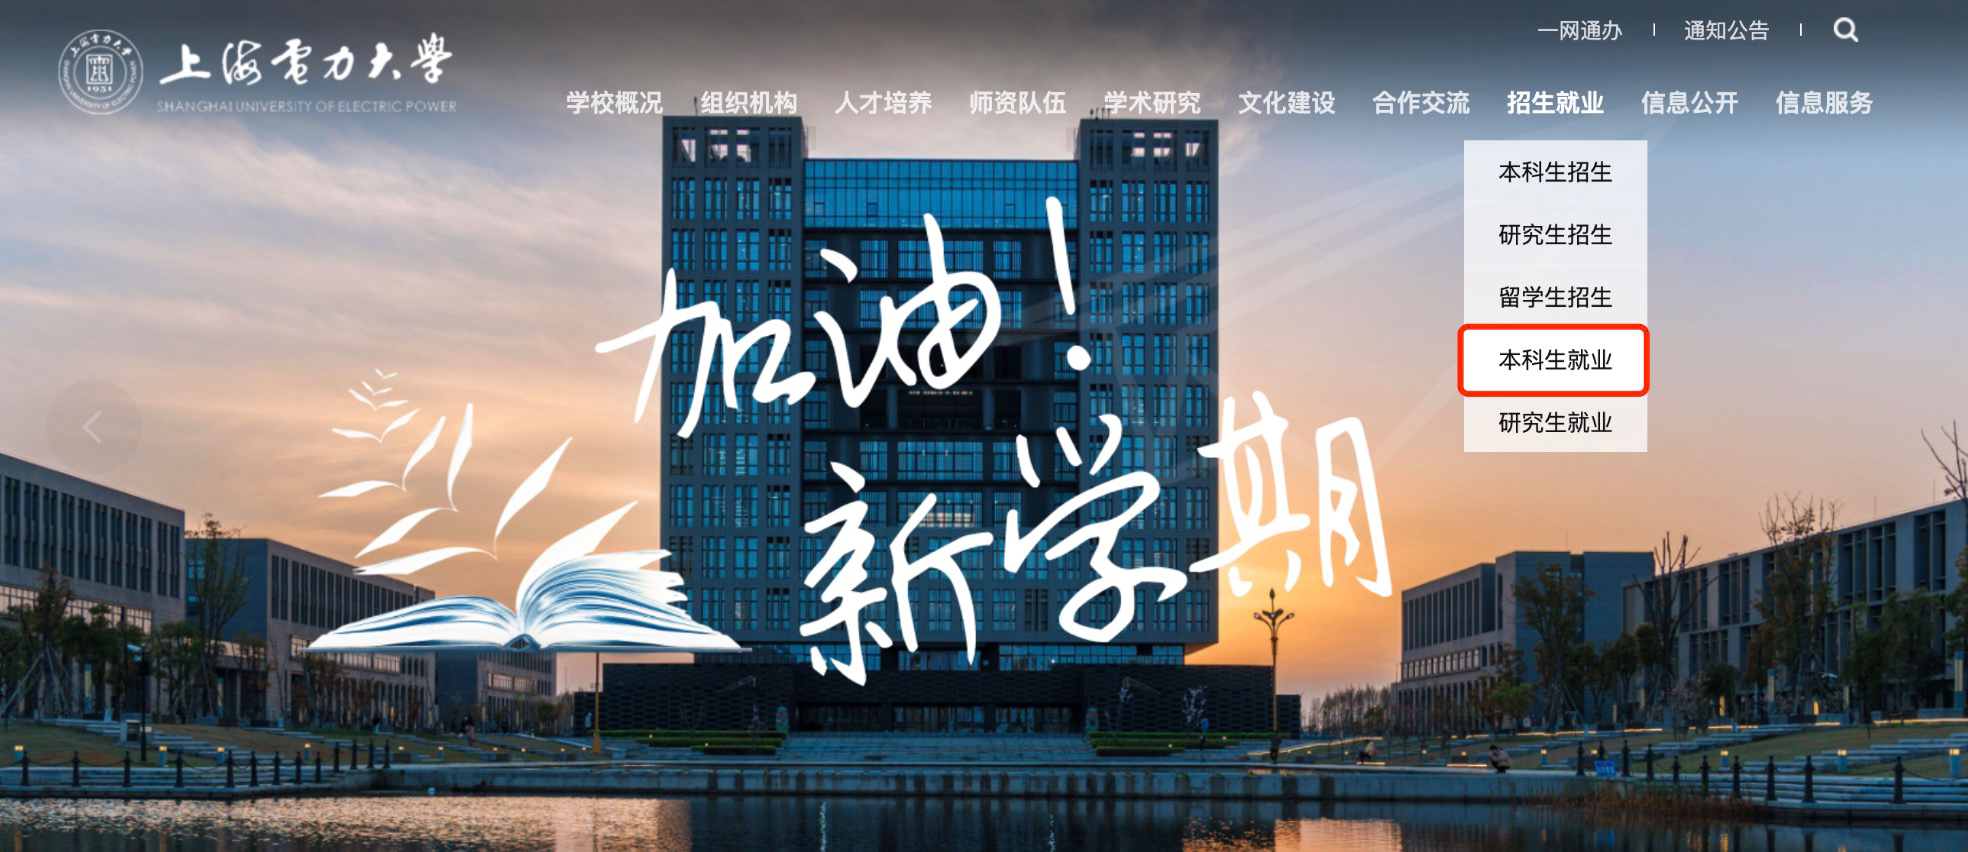 一网通办
通知公告
上海電力大學
SHANGHAI UNIVERSITY OF ELECTRIC POWER
1951
学校概况 组织机构 人才培养 师资队伍 学术研究 文化建设 合作交流 招生就业 信息公开 信息服务
本科生招生
研究生招生
留学生招生
本科生就业
研究生就业
加油!
新学期